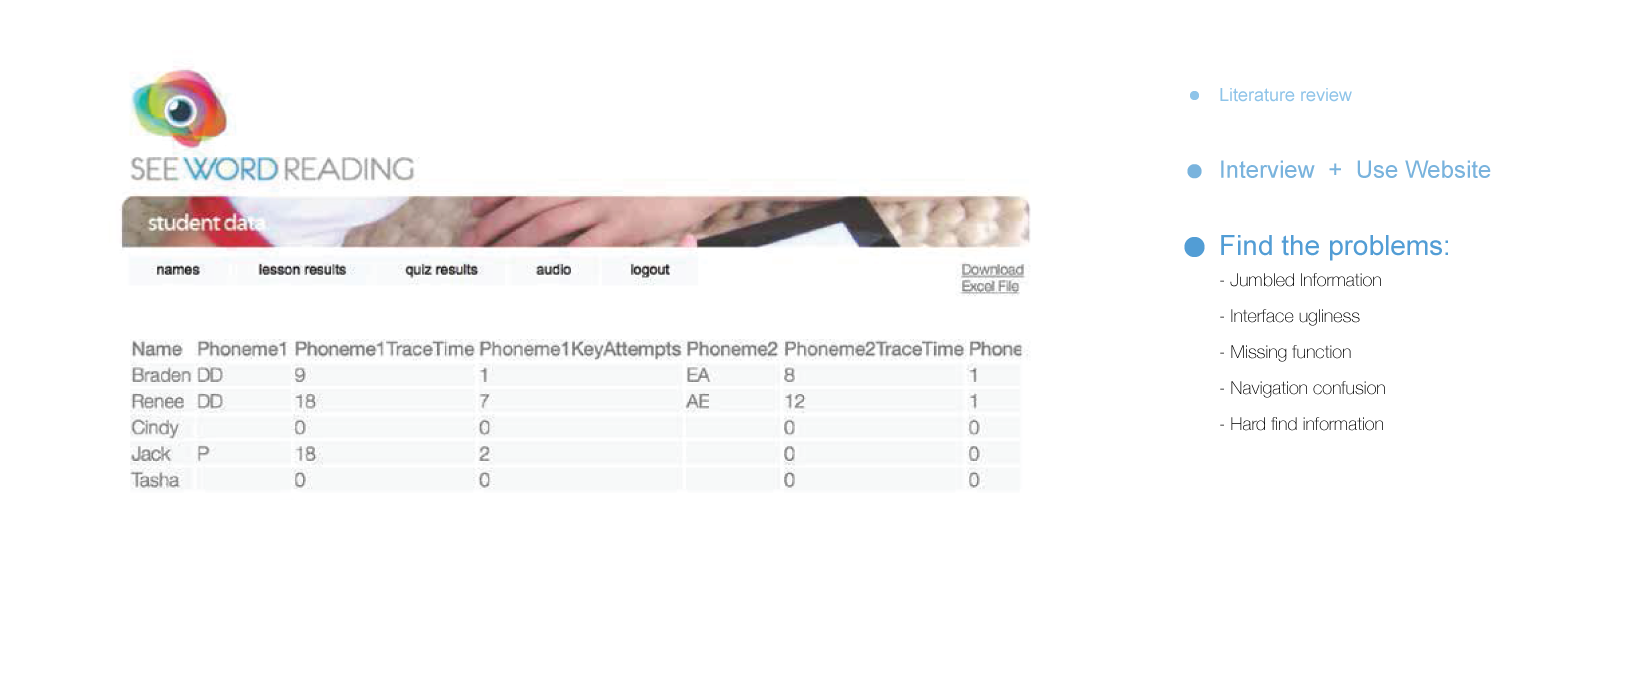 SEE WORD READING
student data
names lesson results quiz results audio logout Download
Excel File
Name Phoneme1 Phoneme1TraceTime Phoneme1KeyAttempts Phoneme2 Phoneme2TraceTime Phone
Braden DD 9 1 EA 8 1
Renee DD 18 7 AE 12 1
Cindy 0 0 0 0
Jack P 18 2 0 0
Tasha 0 0 0 0
Literature review
Interview + Use Website
Find the problems:
- Jumbled Information
- Interface ugliness
- Missing function
- Navigation confusion
- Hard find information